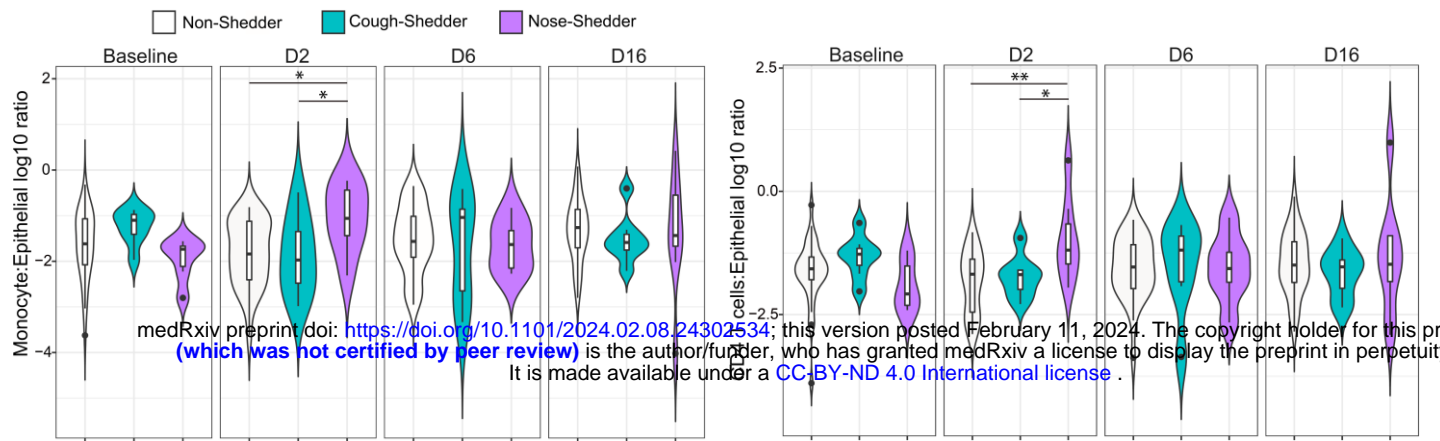 Non-Shedder Cough-Shedder Nose-Shedder
Baseline D2 D6 D16
Monocyte:Epithelial log10 ratio
2
0
−2
−4
* 
*
Baseline D2 D6 D16
cells:Epithelial log10 ratio
2.5
0.0
−2.5
**
*
medRxiv preprint doi: https://doi.org/10.1101/2024.02.08.24302534; this version posted February 11, 2024. The copyright holder for this pr
(which was not certified by peer review) is the author/funder, who has granted medRxiv a license to display the preprint in perpetuit
It is made available under a CC-BY-ND 4.0 International license .